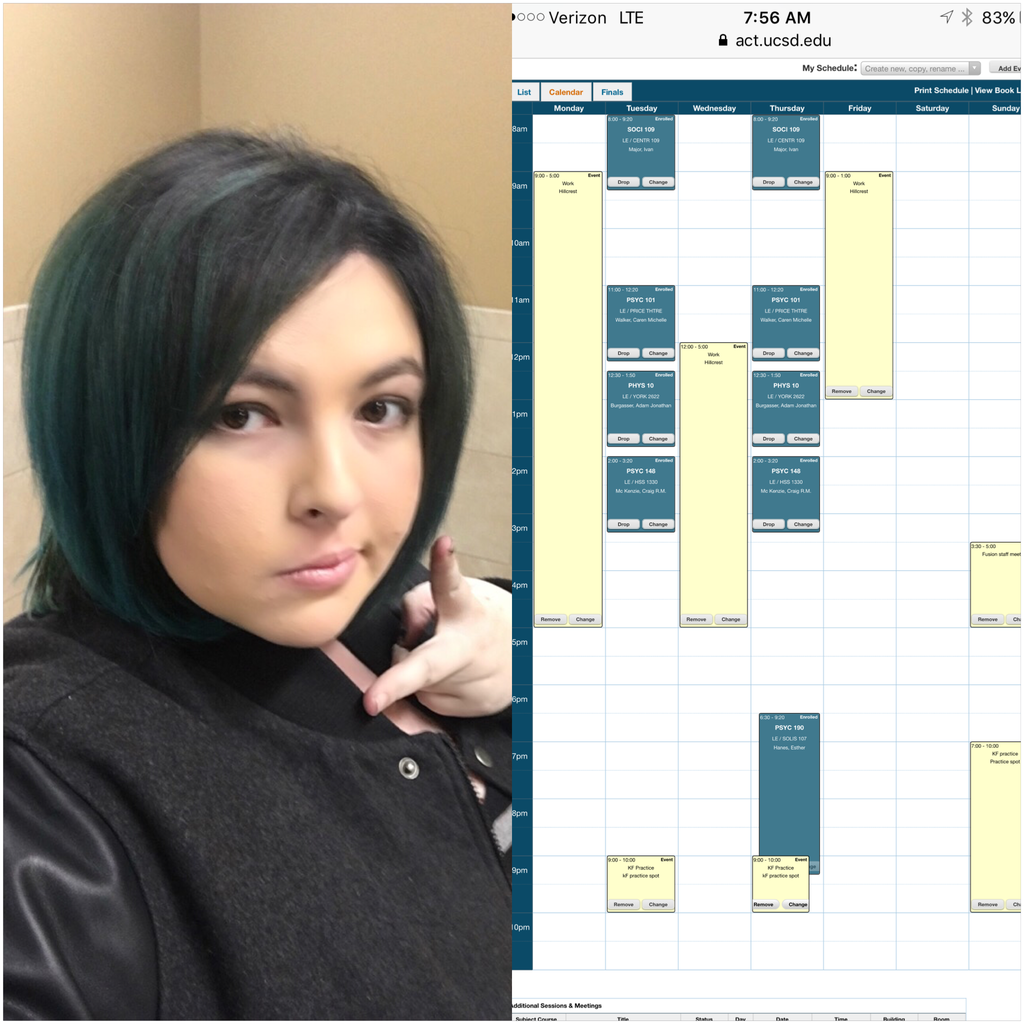 Verizon LTE 7:56 AM 83%
act.ucsd.edu
My Schedule: Create new, copy, rename ... Add Ev
List Calendar Finals Print Schedule | View Book L
Monday Tuesday Wednesday Thursday Friday Saturday Sunday
8am
9am
10am
11am
12pm
1pm
2pm
3pm
4pm
5pm
6pm
7pm
8pm
9pm
10pm
9:00 - 5:00 Event
Work
Hillcrest
Remove Change
8:00 - 9:20 Enrolled
SOCI 109
LE / CENTR 109
Major, Ivan
Drop Change
11:00 - 12:20 Enrolled
PSYC 101
LE / PRICE THTRE
Walker, Caren Michelle
Drop Change
12:30 - 1:50 Enrolled
PHYS 10
LE / YORK 2622
Burgasser, Adam Jonathan
Drop Change
2:00 - 3:20 Enrolled
PSYC 148
LE / HSS 1330
Mc Kenzie, Craig R.M.
Drop Change
9:00 - 10:00 Event
KF Practice
kF practice spot
Remove Change
12:00 - 5:00 Event
Work
Hillcrest
Remove Change
8:00 - 9:20 Enrolled
SOCI 109
LE / CENTR 109
Major, Ivan
Drop Change
11:00 - 12:20 Enrolled
PSYC 101
LE / PRICE THTRE
Walker, Caren Michelle
Drop Change
12:30 - 1:50 Enrolled
PHYS 10
LE / YORK 2622
Burgasser, Adam Jonathan
Drop Change
2:00 - 3:20 Enrolled
PSYC 148
LE / HSS 1330
Mc Kenzie, Craig R.M.
Drop Change
6:30 - 9:20 Enrolled
PSYC 190
LE / SOLIS 107
Hanes, Esther
9:00 - 10:00 Event
KF Practice
kF practice spot
Remove Change
9:00 - 1:00 Event
Work
Hillcrest
Remove Change
3:30 - 5:00
Fusion staff meet
Remove Ch
7:00 - 10:00
KF practice
Practice spot
Remove Ch
Additional Sessions & Meetings
Subject Course Title Status Day Date Time Building Room